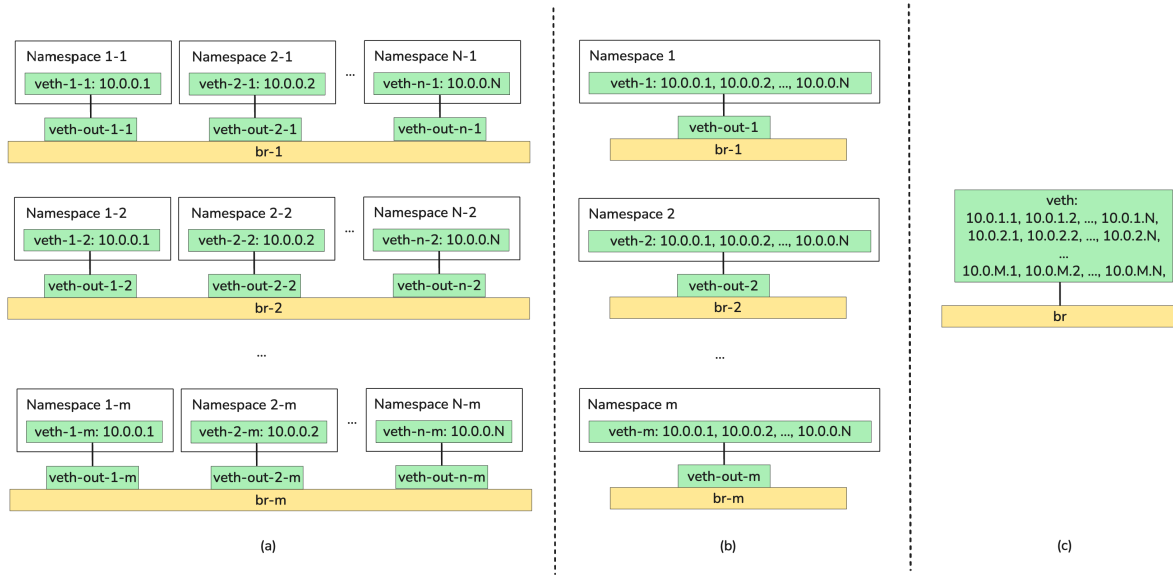 Namespace 1-1
veth-1-1: 10.0.0.1
veth-out-1-1
Namespace 2-1
veth-2-1: 10.0.0.2
veth-out-2-1
...
Namespace N-1
veth-n-1: 10.0.0.N
veth-out-n-1
br-1
Namespace 1-2
veth-1-2: 10.0.0.1
veth-out-1-2
Namespace 2-2
veth-2-2: 10.0.0.2
veth-out-2-2
...
Namespace N-2
veth-n-2: 10.0.0.N
veth-out-n-2
br-2
...
Namespace 1-m
veth-1-m: 10.0.0.1
veth-out-1-m
Namespace 2-m
veth-2-m: 10.0.0.2
veth-out-2-m
...
Namespace N-m
veth-n-m: 10.0.0.N
veth-out-n-m
br-m
(a)
Namespace 1
veth-1: 10.0.0.1, 10.0.0.2, ..., 10.0.0.N
veth-out-1
br-1
Namespace 2
veth-2: 10.0.0.1, 10.0.0.2, ..., 10.0.0.N
veth-out-2
br-2
...
Namespace m
veth-m: 10.0.0.1, 10.0.0.2, ..., 10.0.0.N
veth-out-m
br-m
(b)
veth:
10.0.1.1, 10.0.1.2, ..., 10.0.1.N,
10.0.2.1, 10.0.2.2, ..., 10.0.2.N,
...
10.0.M.1, 10.0.M.2, ..., 10.0.M.N,
br
(c)